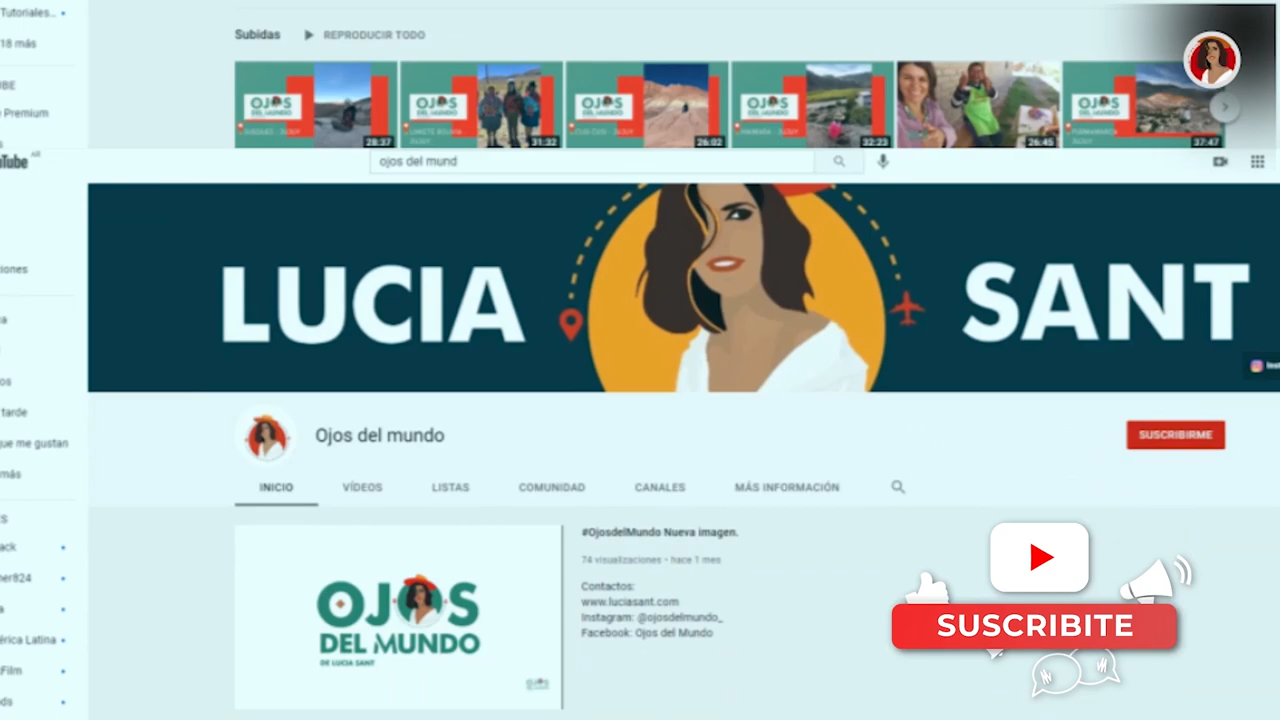 Tutoriales...
18 más
Premium
Subidas
REPRODUCIR TODO
OJOS
DEL MUNDO
28:37
OJOS
DEL MUNDO
31:32
OJOS
DEL MUNDO
26:02
OJOS
DEL MUNDO
32:23
26:45
OJOS
DEL MUNDO
37:47
ojos del mund
LUCIA
SANT
Ojos del mundo
SUSCRIBIRME
INICIO
VÍDEOS
LISTAS
COMUNIDAD
CANALES
MÁS INFORMACIÓN
tarde
que me gustan
más
érica Latina
#OjosdelMundo Nueva imagen.
74 visualizaciones • hace 1 mes
Contactos:
www.luciasant.com
Instagram: @ojosdelmundo_
Facebook: Ojos del Mundo
OJOS
DEL MUNDO
DE LUCIA SANT
SUSCRIBITE